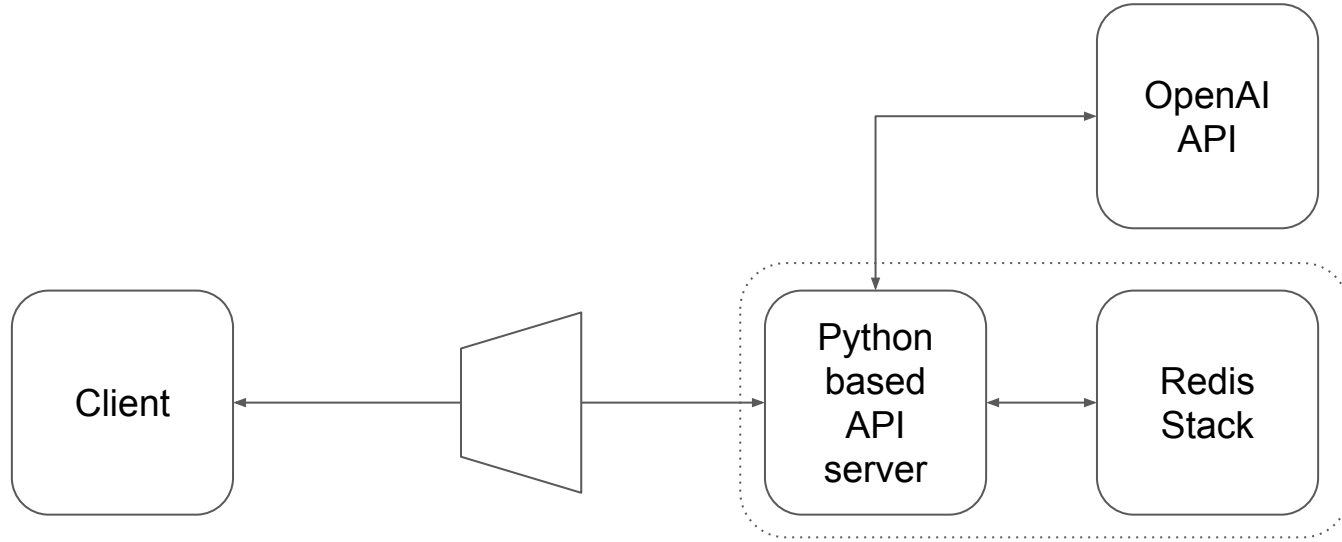 OpenAI
API
Client
Python
based
API
server
Redis
Stack